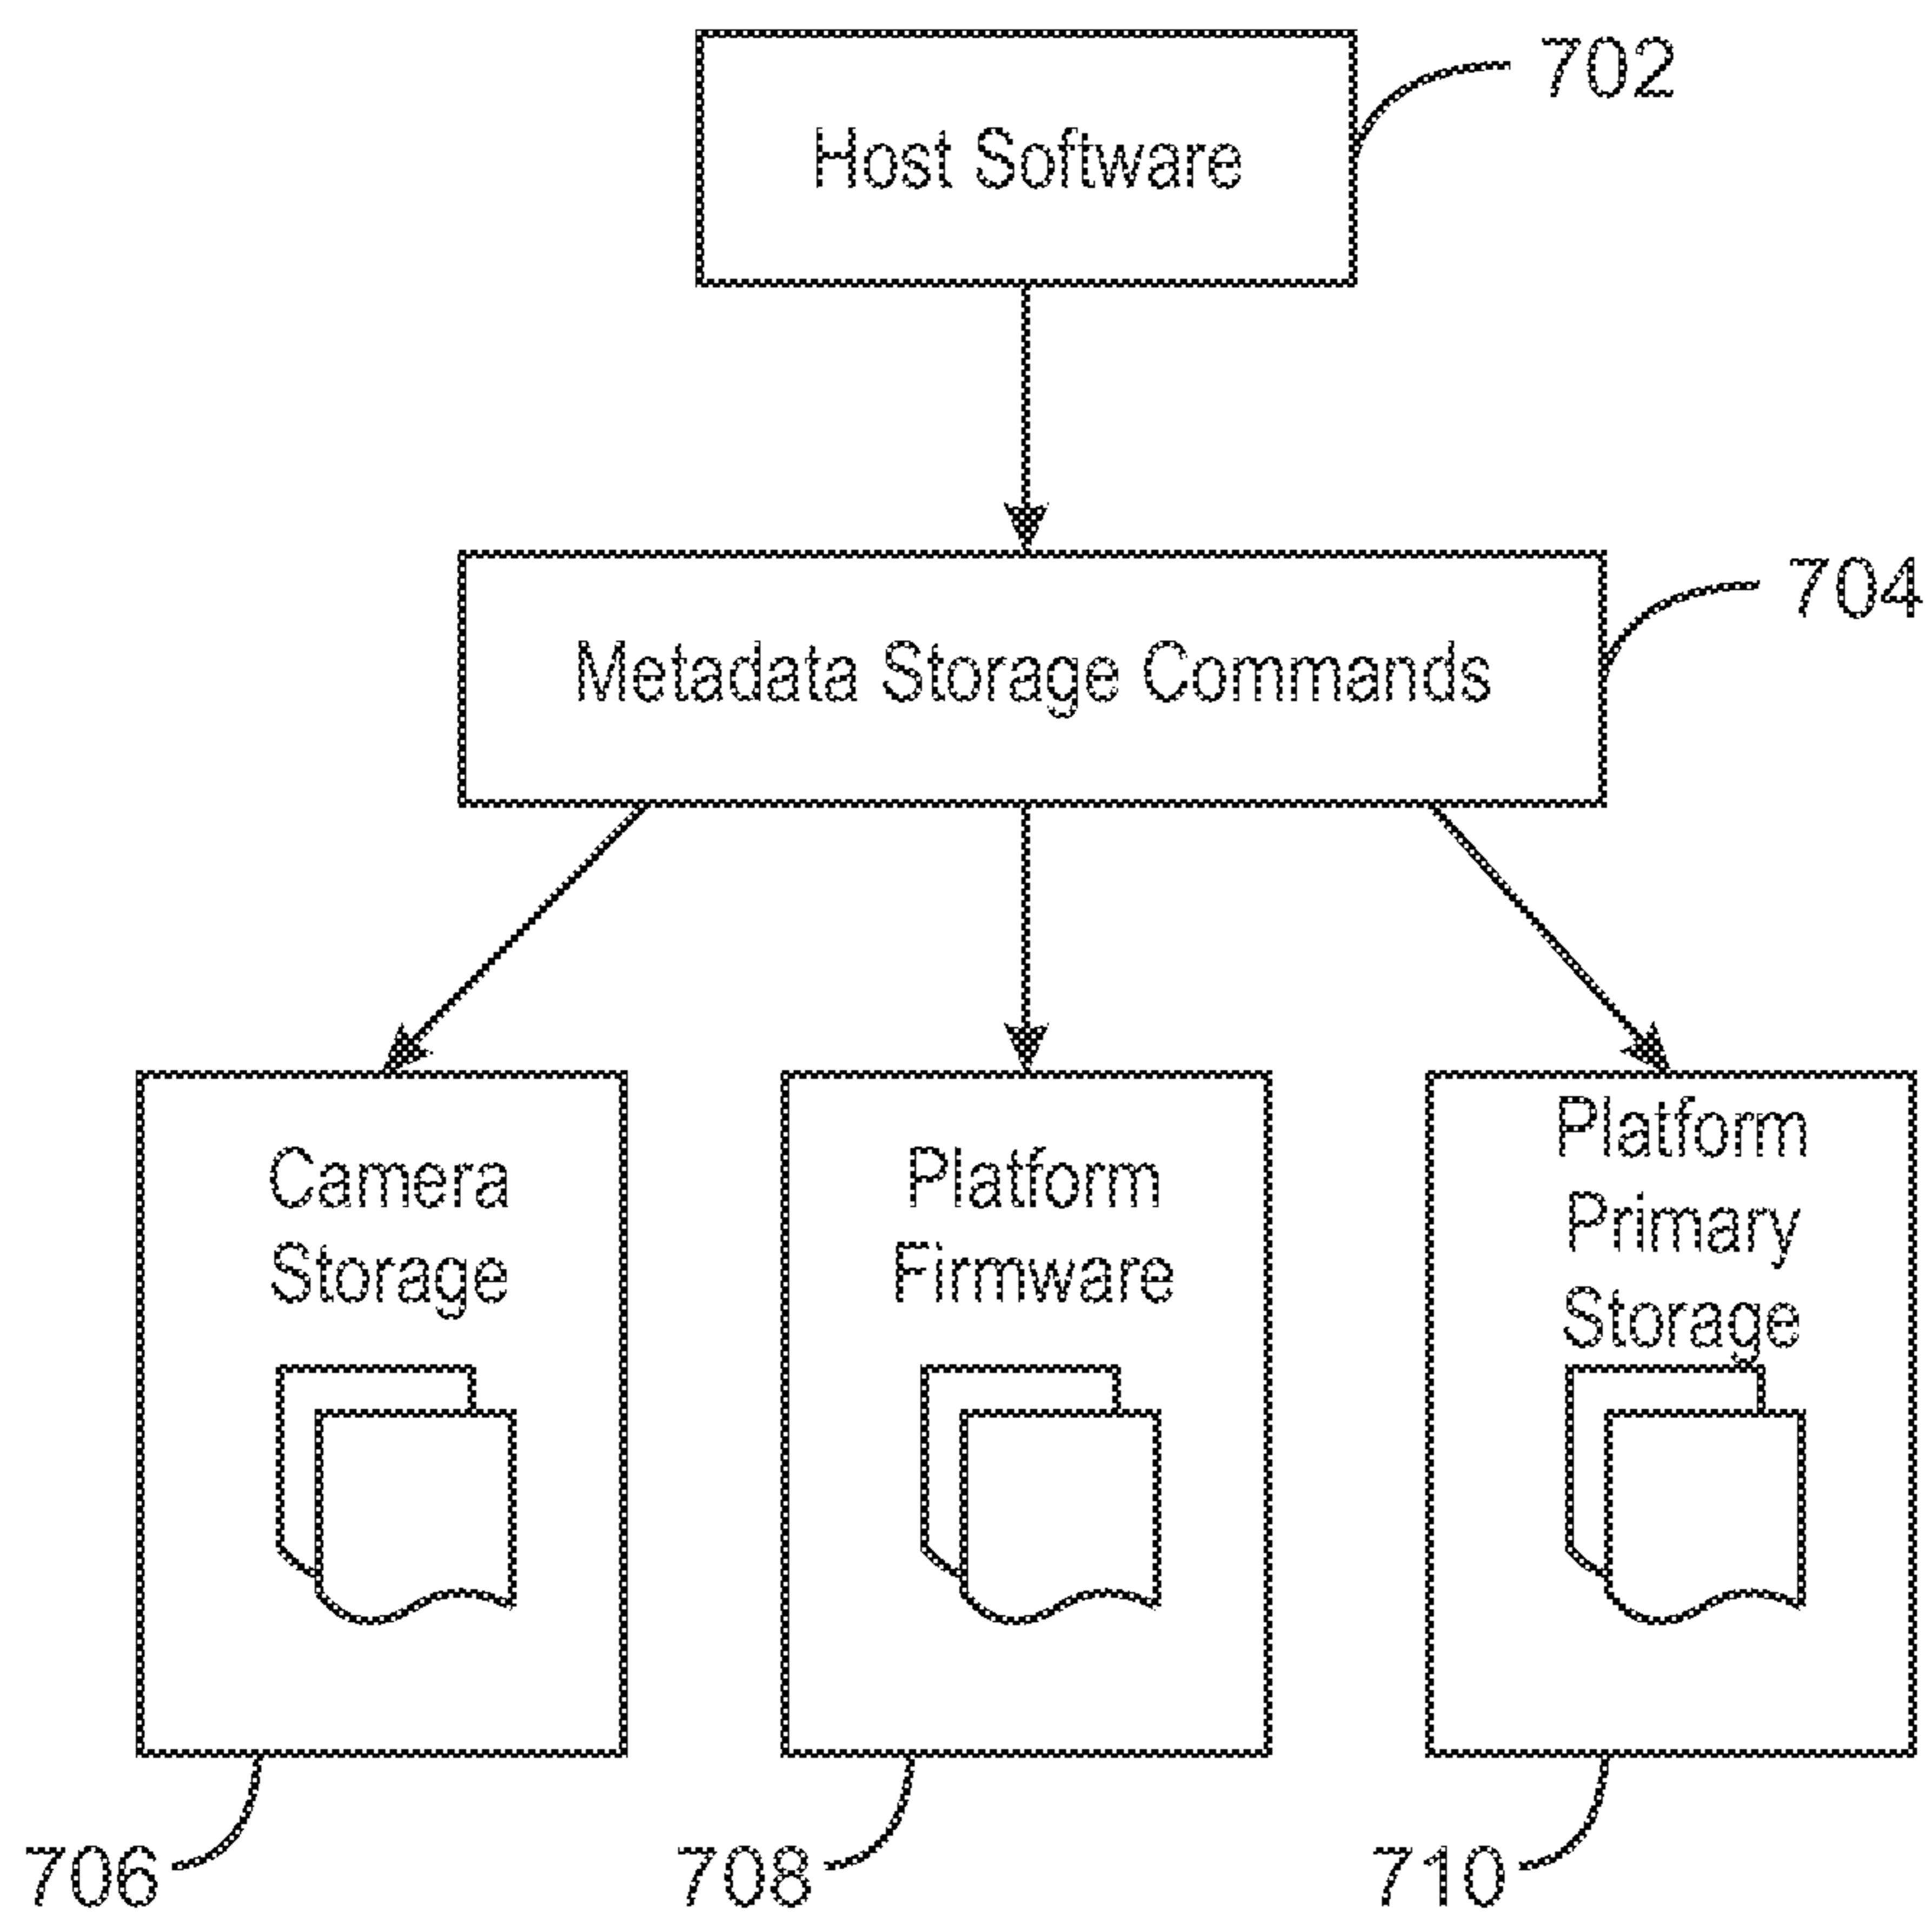 702
Host Software
704
Metadata Storage Commands
Camera
Storage
Platform
Firmware
Platform
Primary
Storage
706
708
710